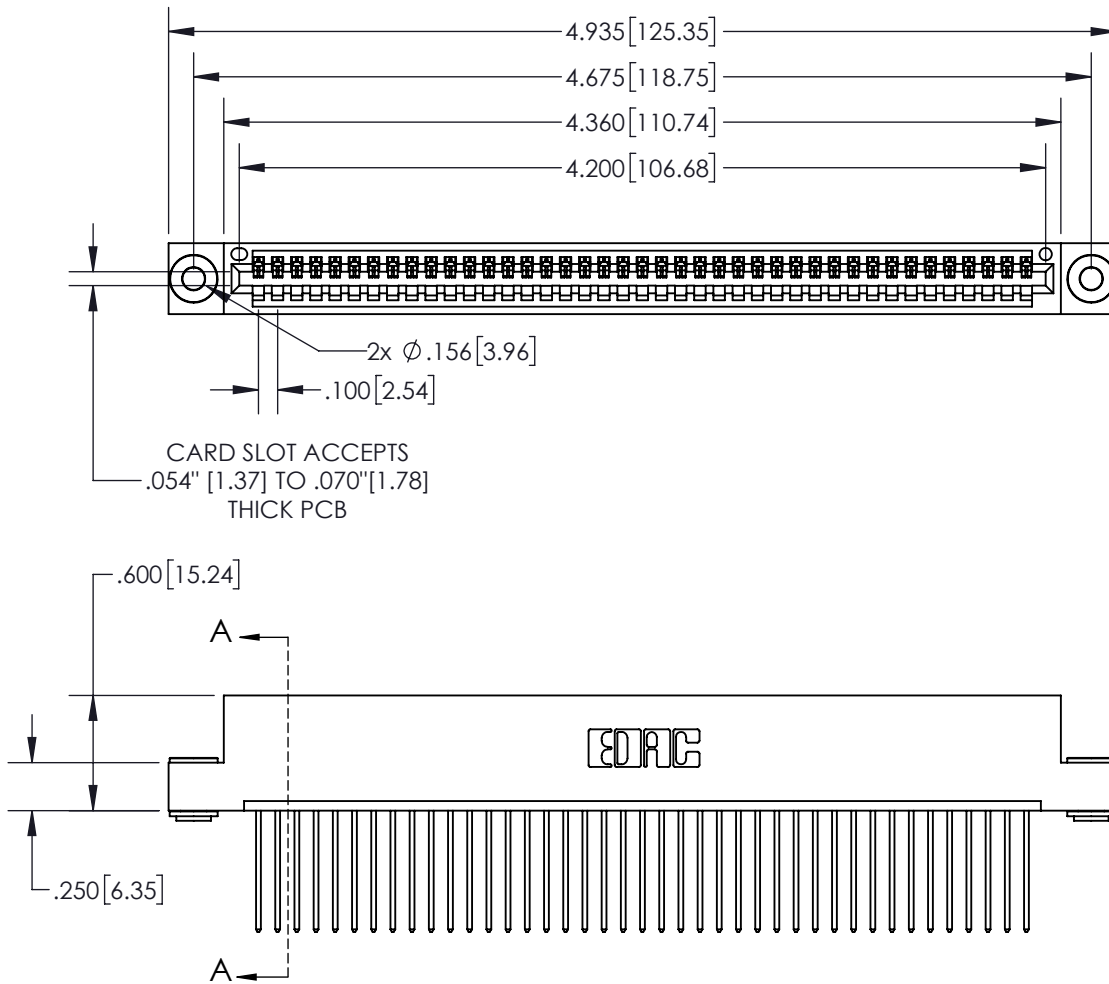 4.935[125.35]
4.675[118.75]
4.360[110.74]
4.200[106.68]
2x Ø .156[3.96]
.100[2.54]
CARD SLOT ACCEPTS
.054" [1.37] TO .070"[1.78]
THICK PCB
.600[15.24]
A
EDAC
.250[6.35]
A